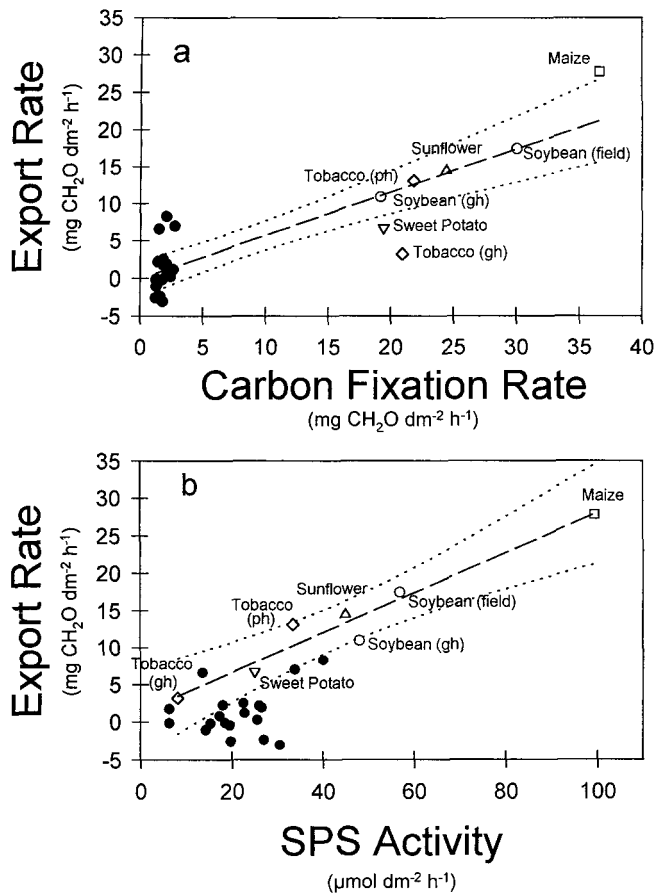 a
35
30
25
20
15
10
5
0
-5
Export Rate
(mg CH₂O dm⁻² h⁻¹)
Maize
Sunflower
Tobacco (ph)
Soybean (field)
Soybean (gh)
Sweet Potato
Tobacco (gh)
0 5 10 15 20 25 30 35 40
Carbon Fixation Rate
(mg CH₂O dm⁻² h⁻¹)
b
35
30
25
20
15
10
5
0
-5
Export Rate
(mg CH₂O dm⁻² h⁻¹)
Maize
Sunflower
Tobacco
(ph)
Soybean (field)
Soybean (gh)
Tobacco
(gh)
Sweet Potato
0 20 40 60 80 100
SPS Activity
(μmol dm⁻² h⁻¹)